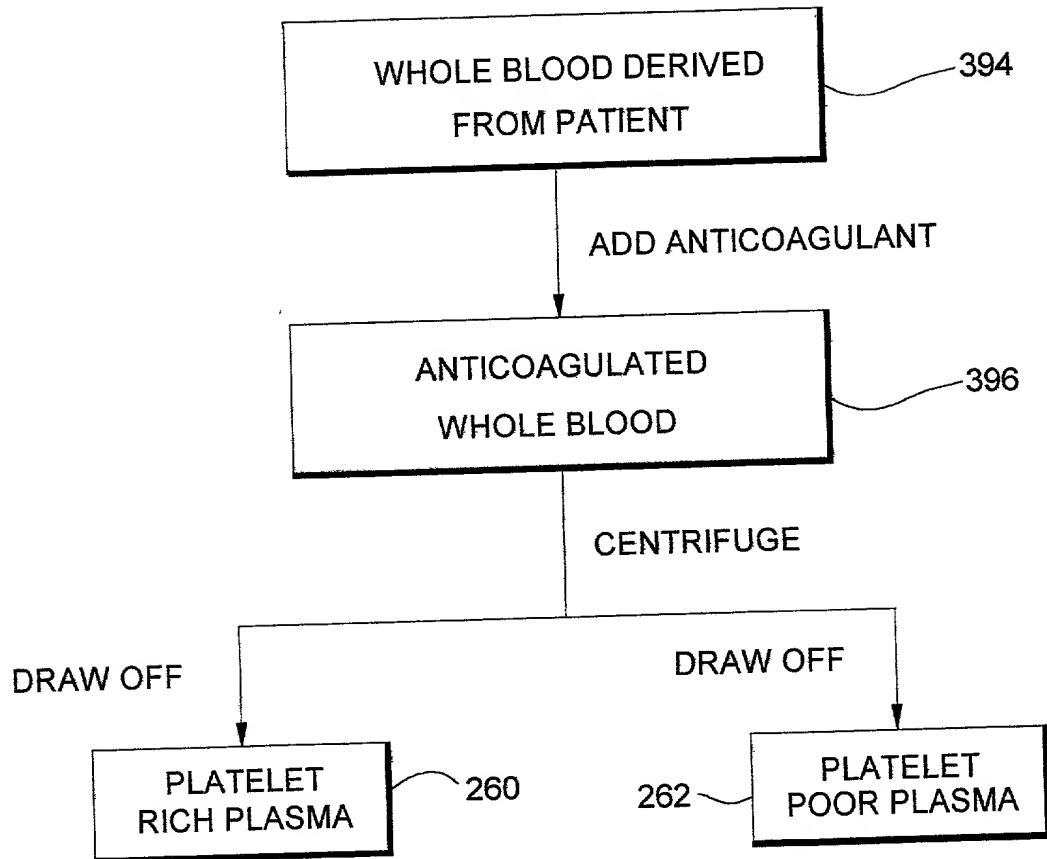 WHOLE BLOOD DERIVED
FROM PATIENT
394
ADD ANTICOAGULANT
ANTICOAGULATED
WHOLE BLOOD
396
CENTRIFUGE
DRAW OFF
DRAW OFF
PLATELET
RICH PLASMA
260
262
PLATELET
POOR PLASMA